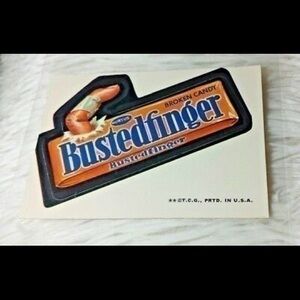 BROKEN CANDY
Bustedfinger
Bustedfinger
**©T.C.G., PRTD. IN U.S.A.